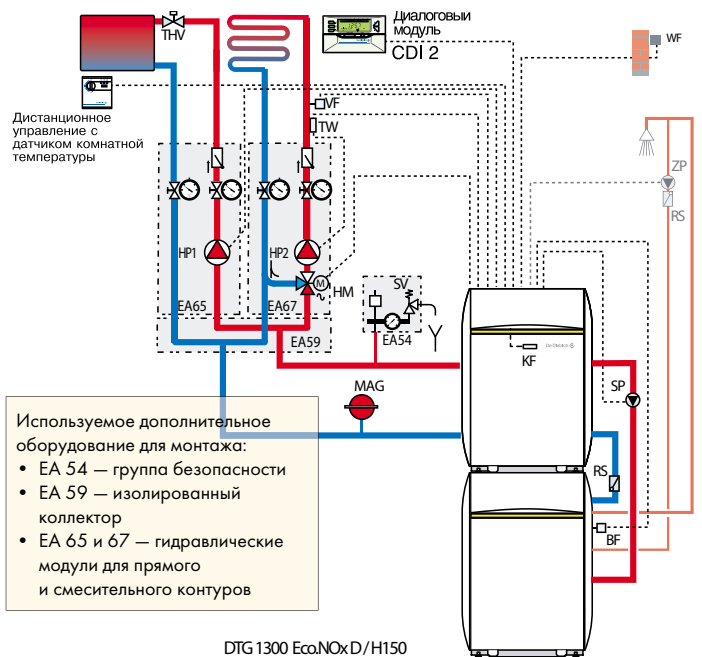 THV
Диалоговый
модуль
CDI 2
WF
Дистанционное
управление с
датчиком комнатной
температуры
VF
TW
ZP
RS
HP1
HP2
M
HM
SV
EA65
EA67
EA59
EA54
KF
De Dietrich
SP
MAG
RS
BF
Используемое дополнительное
оборудование для монтажа:
• EA 54 — группа безопасности
• EA 59 — изолированный
коллектор
• EA 65 и 67 — гидравлические
модули для прямого
и смесительного контуров
DTG 1300 Eco.NOx D / H150